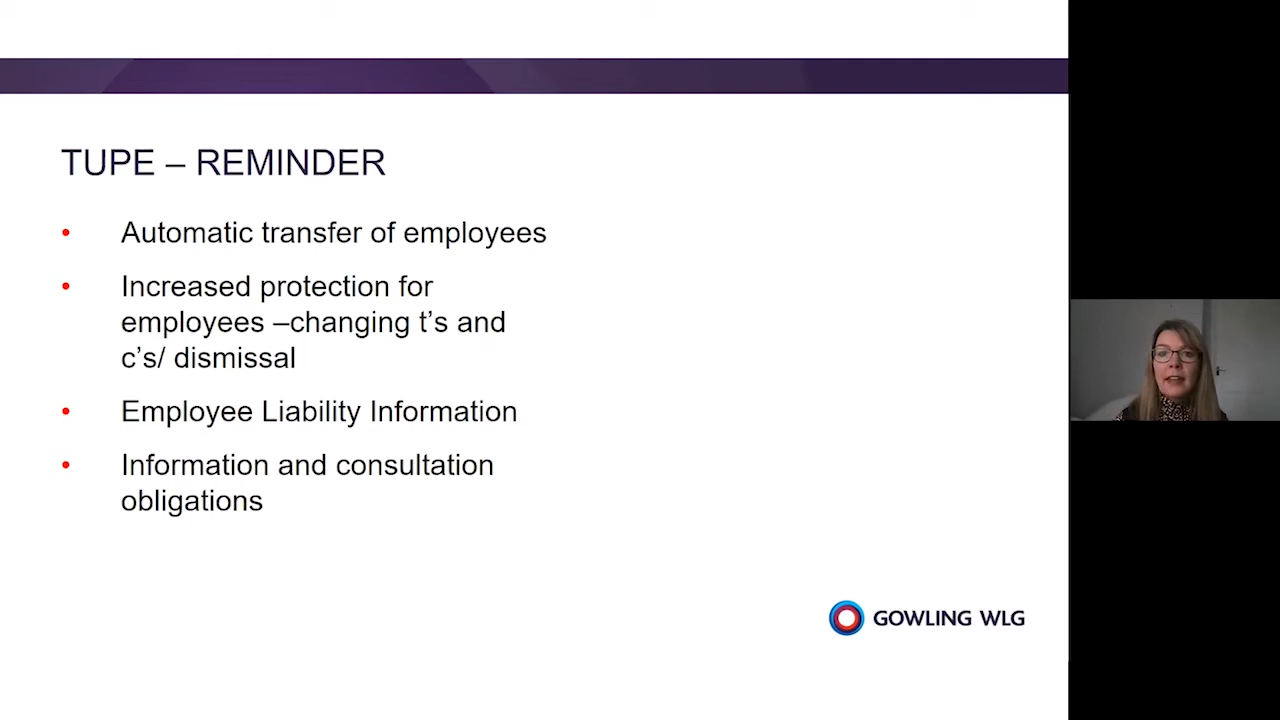 TUPE – REMINDER
• Automatic transfer of employees
• Increased protection for
employees –changing t's and
c's/ dismissal
• Employee Liability Information
• Information and consultation
obligations
GOWLING WLG